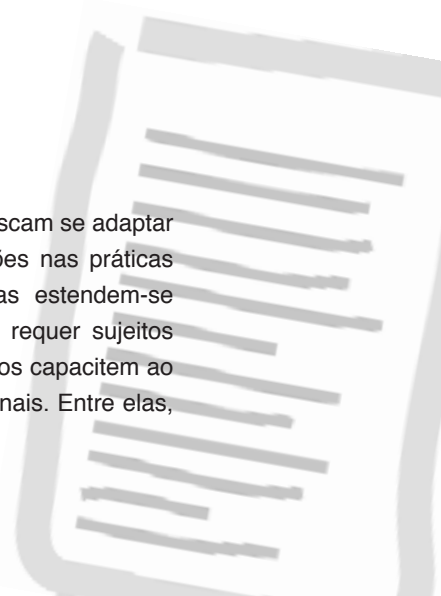 scam se adaptar
ões nas práticas
as estendem-se
requer sujeitos
os capacitem ao
nais. Entre elas,